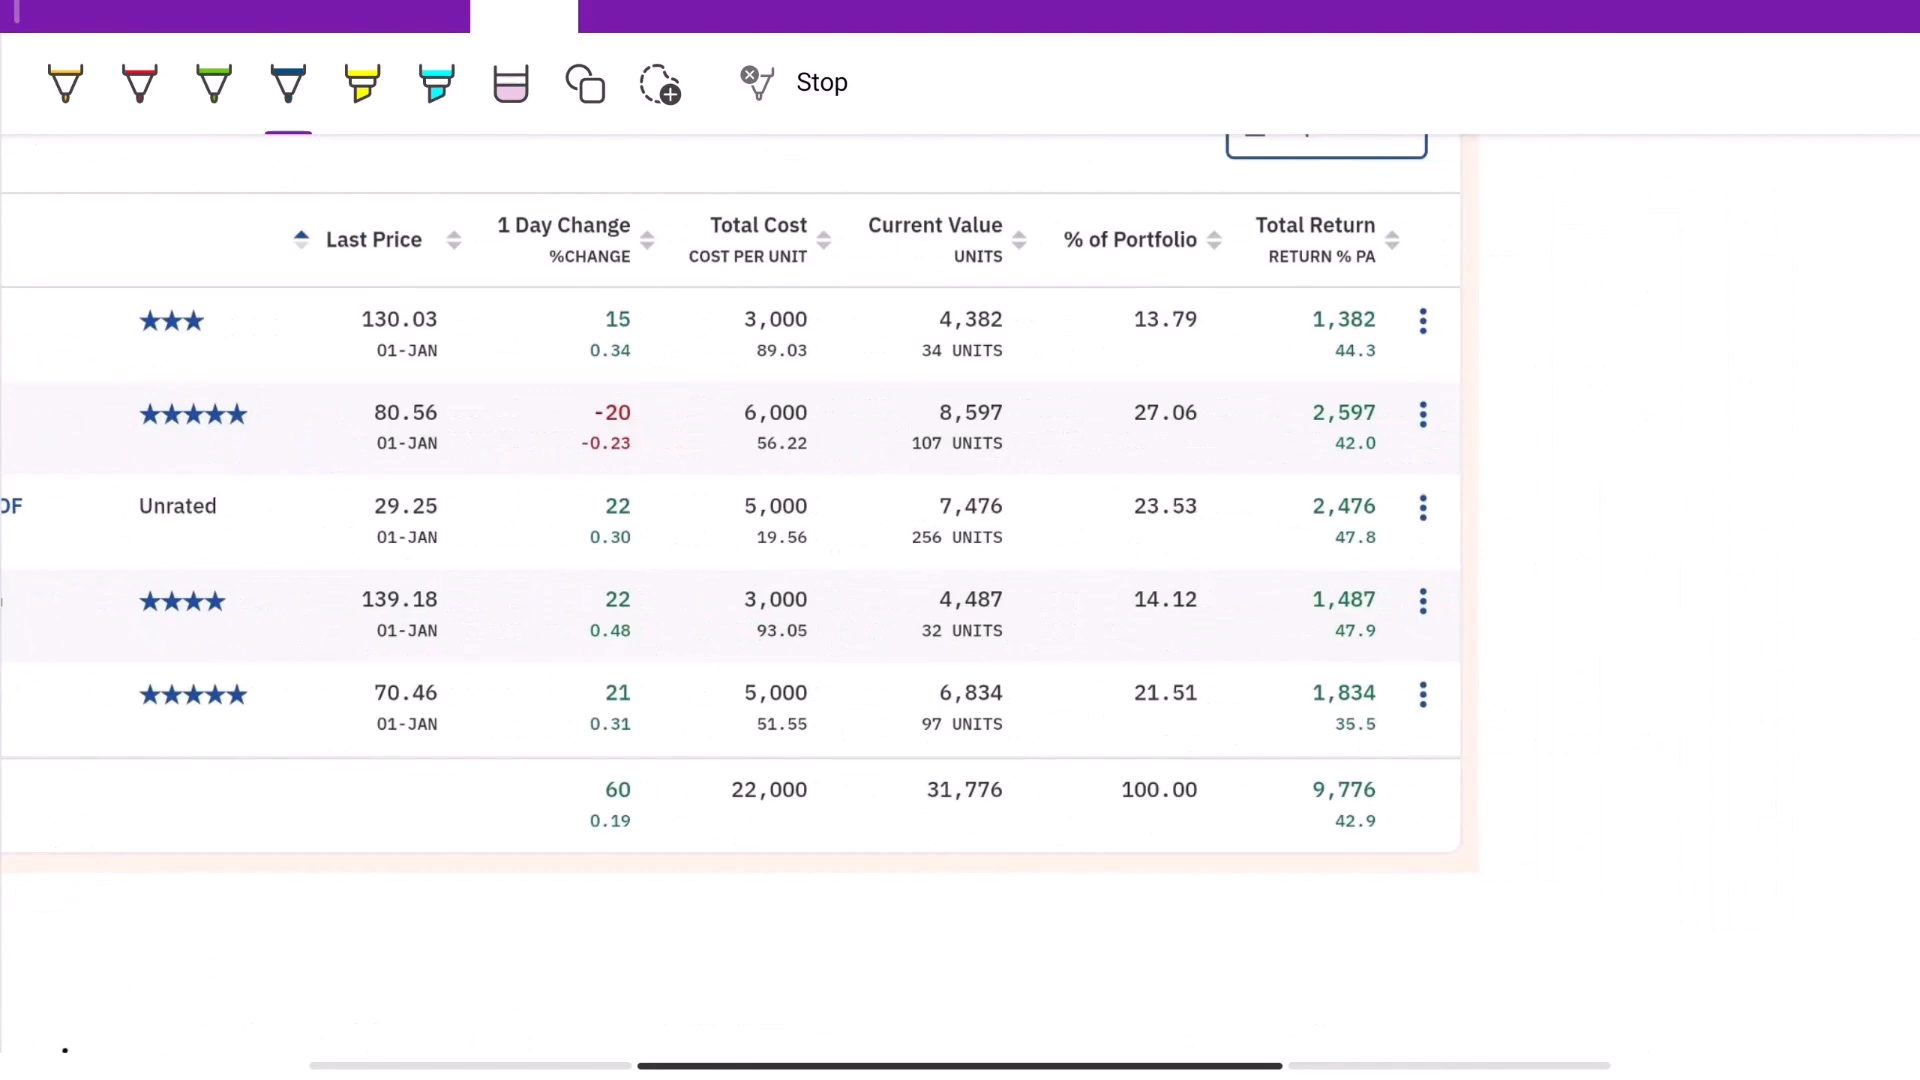 Stop
Last Price
1 Day Change
%CHANGE
Total Cost
COST PER UNIT
Current Value
UNITS
% of Portfolio
Total Return
RETURN % PA
★★★ 130.03 15 3,000 4,382 13.79 1,382
01-JAN 0.34 89.03 34 UNITS 44.3
★★★★★ 80.56 -20 6,000 8,597 27.06 2,597
01-JAN -0.23 56.22 107 UNITS 42.0
OF Unrated 29.25 22 5,000 7,476 23.53 2,476
01-JAN 0.30 19.56 256 UNITS 47.8
★★★★ 139.18 22 3,000 4,487 14.12 1,487
01-JAN 0.48 93.05 32 UNITS 47.9
★★★★★ 70.46 21 5,000 6,834 21.51 1,834
01-JAN 0.31 51.55 97 UNITS 35.5
60 22,000 31,776 100.00 9,776
0.19 42.9